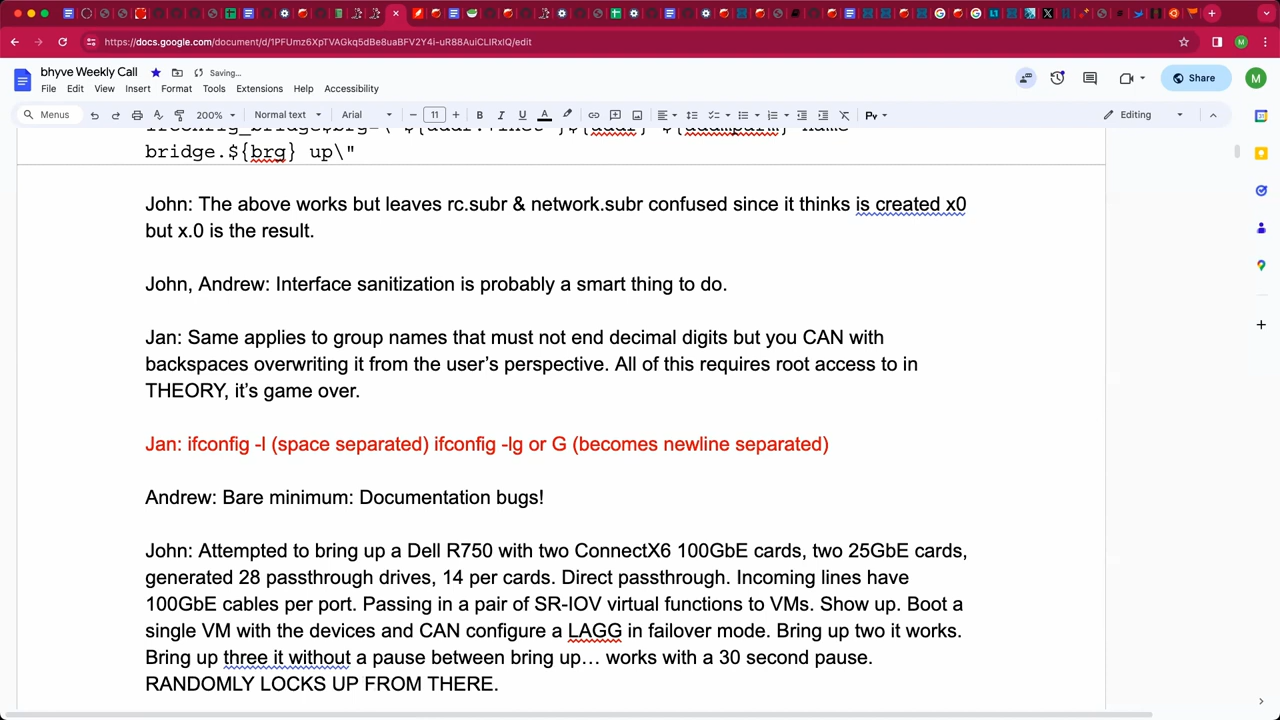 https://docs.google.com/document/d/1PFUmz6XpTVAGkq5dBe8uaBFV2Y4i-uR88AuiCLIRxIQ/edit
M
bhyve Weekly Call
Saving...
File Edit View Insert Format Tools Extensions Help Accessibility
Share
M
Menus
200%
Normal text
Arial
11
Editing
bridge.${brg} up\"
John: The above works but leaves rc.subr & network.subr confused since it thinks is created x0
but x.0 is the result.
John, Andrew: Interface sanitization is probably a smart thing to do.
Jan: Same applies to group names that must not end decimal digits but you CAN with
backspaces overwriting it from the user's perspective. All of this requires root access to in
THEORY, it's game over.
Jan: ifconfig -l (space separated) ifconfig -lg or G (becomes newline separated)
Andrew: Bare minimum: Documentation bugs!
John: Attempted to bring up a Dell R750 with two ConnectX6 100GbE cards, two 25GbE cards,
generated 28 passthrough drives, 14 per cards. Direct passthrough. Incoming lines have
100GbE cables per port. Passing in a pair of SR-IOV virtual functions to VMs. Show up. Boot a
single VM with the devices and CAN configure a LAGG in failover mode. Bring up two it works.
Bring up three it without a pause between bring up… works with a 30 second pause.
RANDOMLY LOCKS UP FROM THERE.